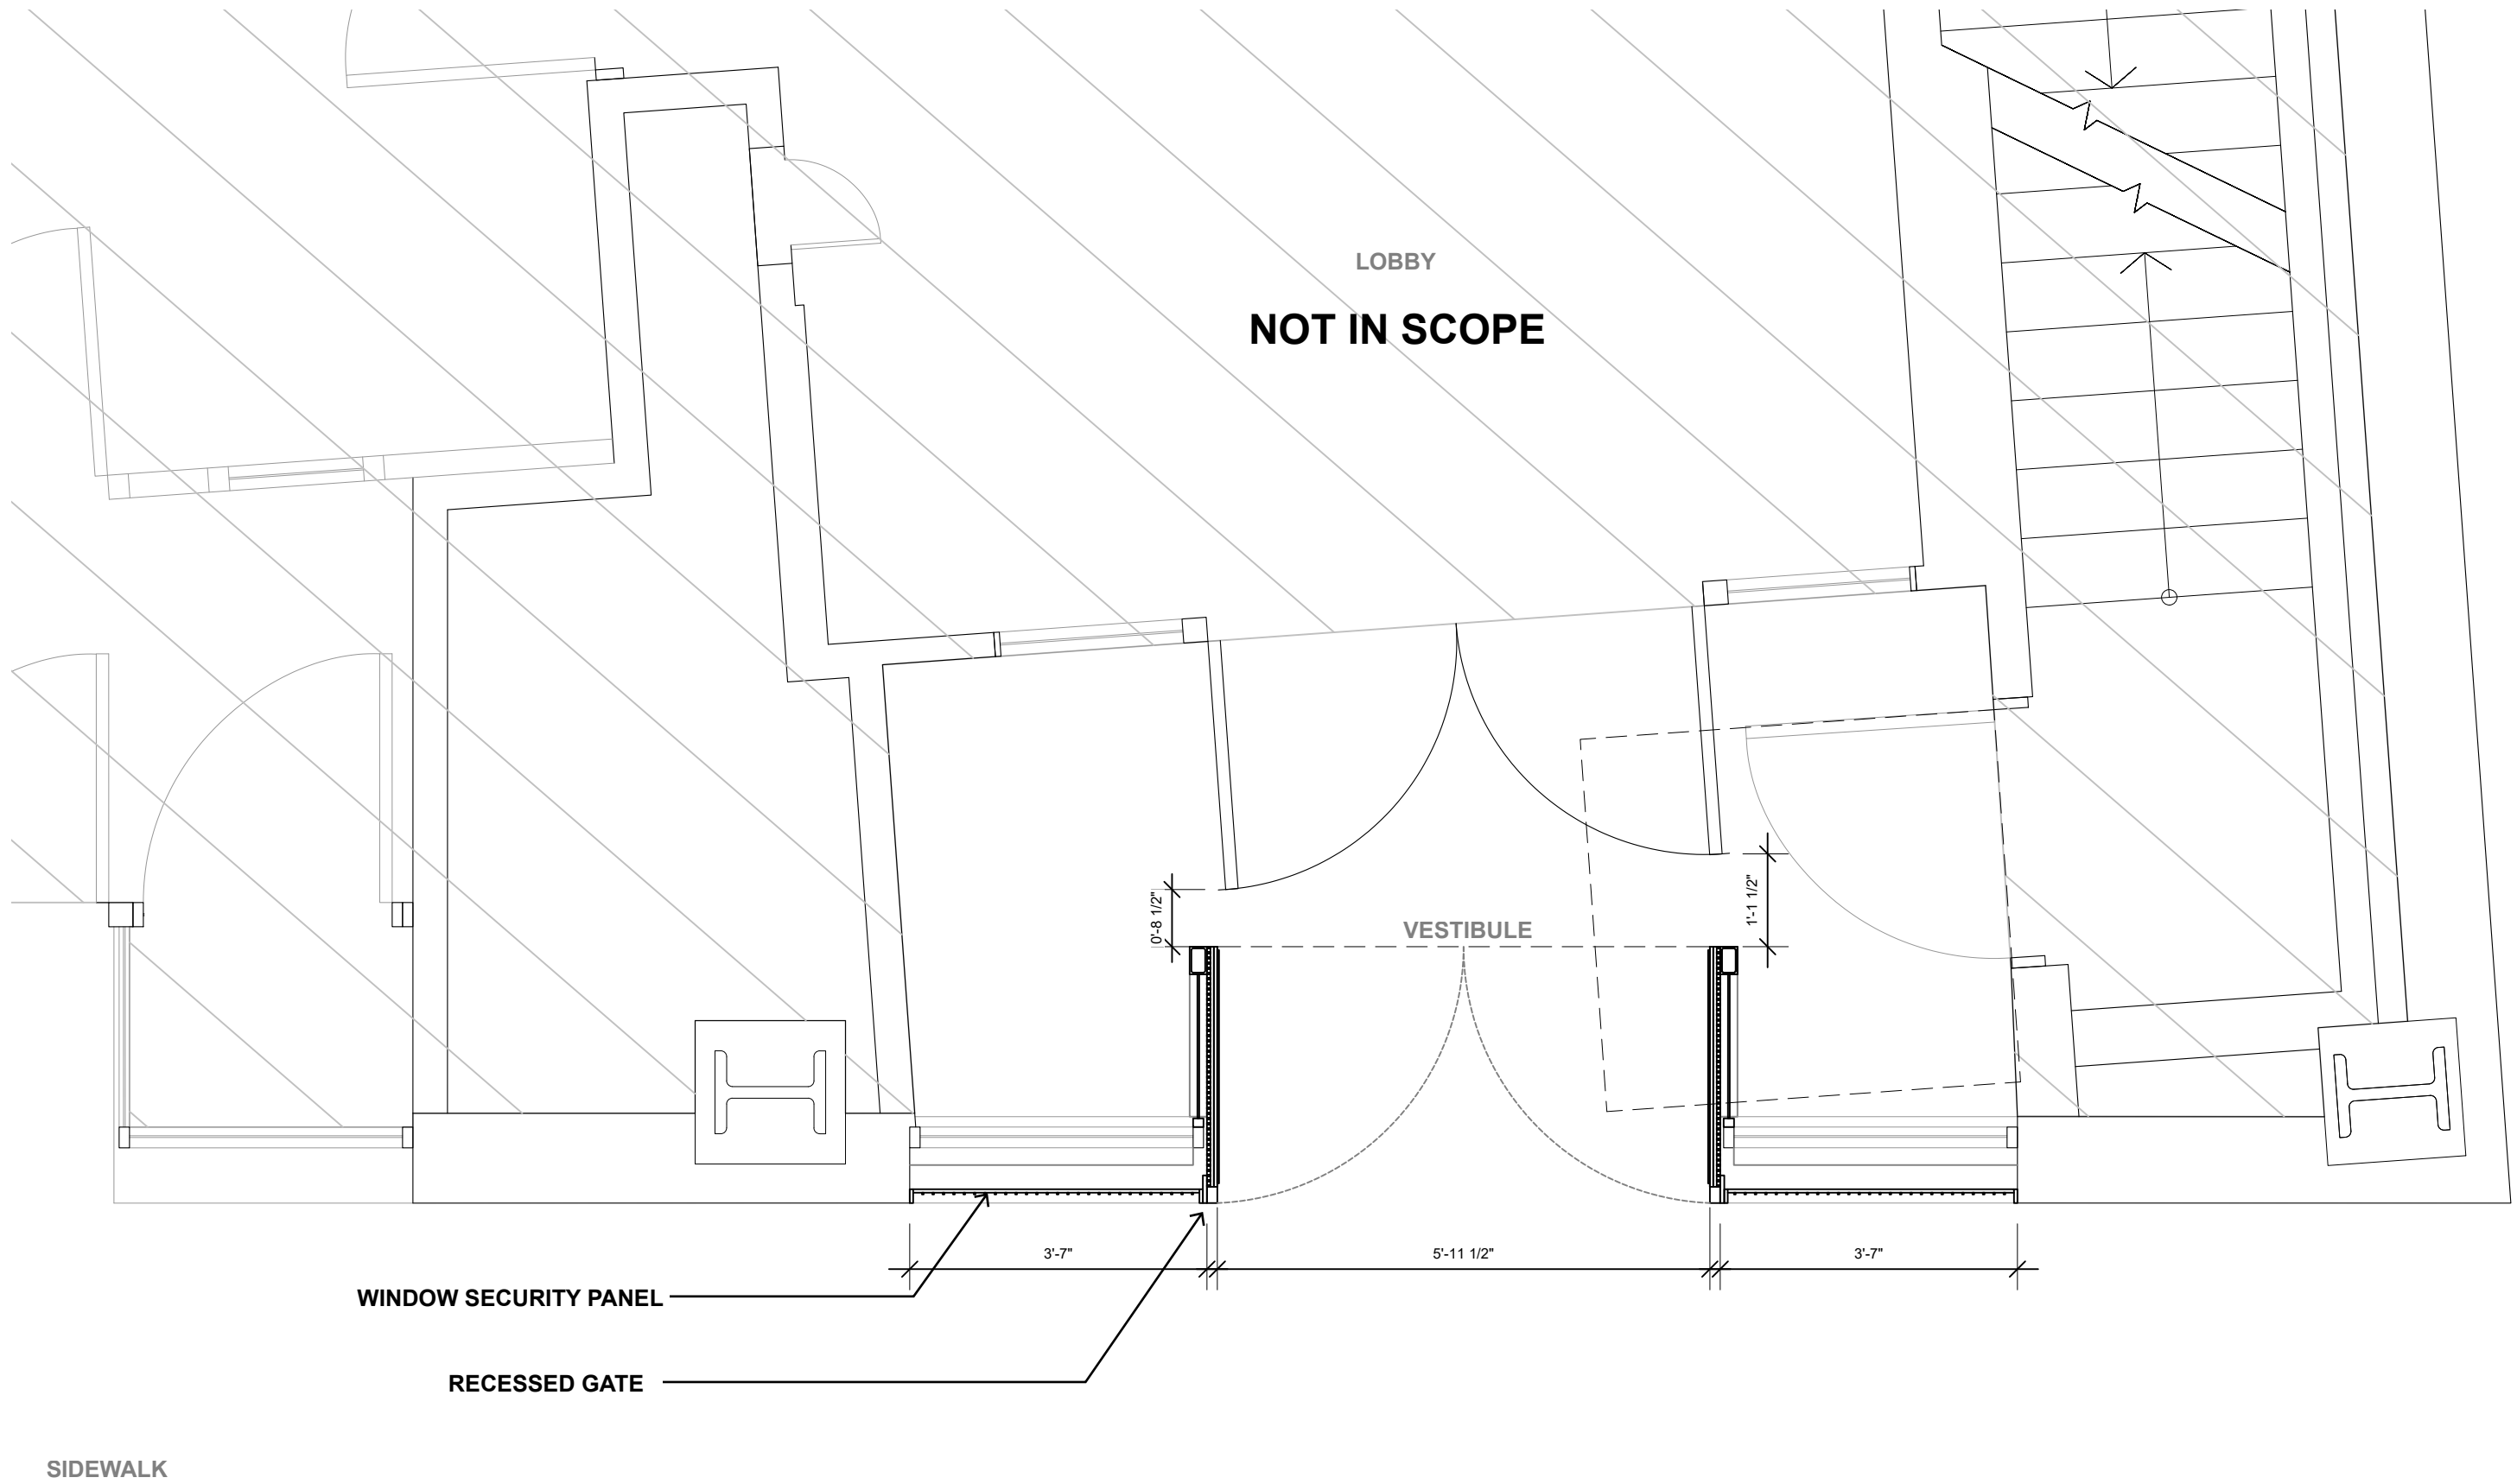 LOBBY
NOT IN SCOPE
0'-8 1/2"
1'-1 1/2"
VESTIBULE
3'-7"
5'-11 1/2"
3'-7"
WINDOW SECURITY PANEL
RECESSED GATE
SIDEWALK